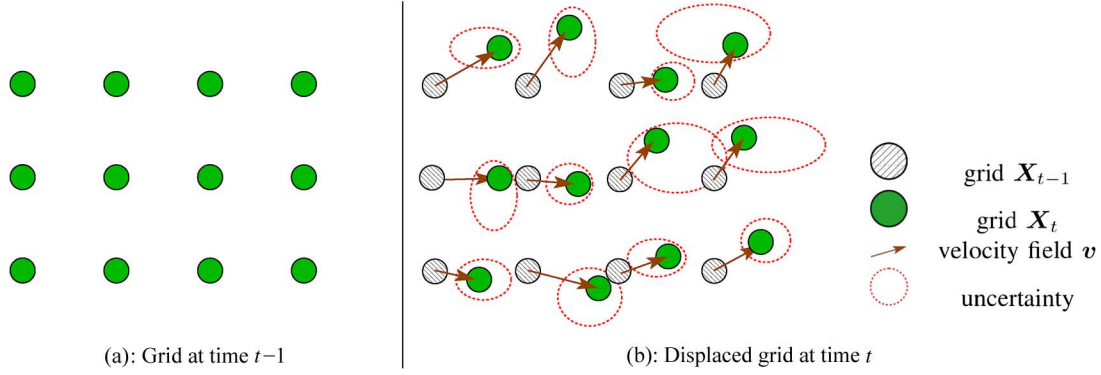 grid X_{t−1}
grid X_t
velocity field v
uncertainty
(a): Grid at time t−1
(b): Displaced grid at time t